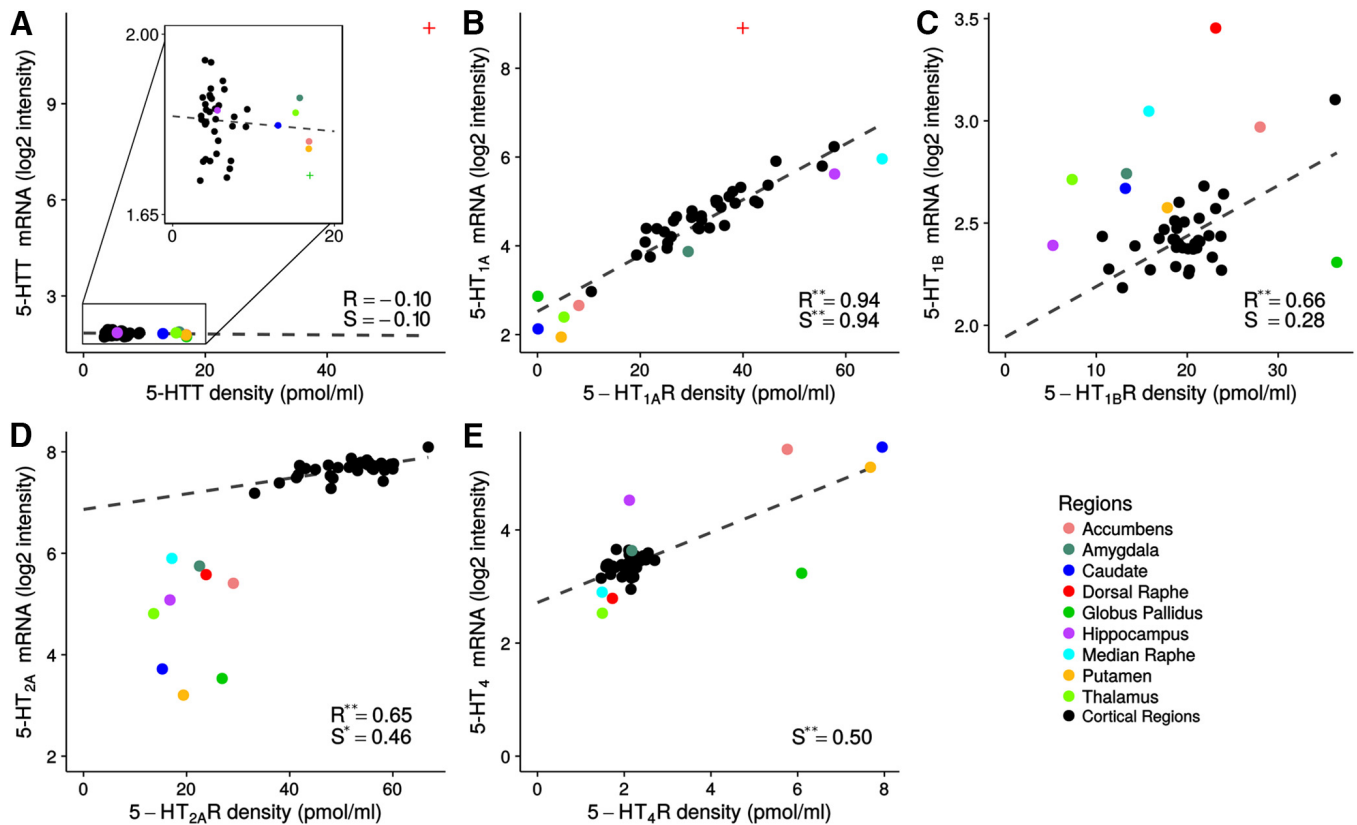 A
5-HTT mRNA (log2 intensity)
9
6
3
2.00
1.65
0
20
R = −0.10
S = −0.10
0
20
40
5-HTT density (pmol/ml)
B
5-HT1A mRNA (log2 intensity)
8
6
4
2
R** = 0.94
S** = 0.94
0
20
40
60
5 – HT1AR density (pmol/ml)
C
5-HT1B mRNA (log2 intensity)
3.5
3.0
2.5
2.0
R** = 0.66
S = 0.28
0
10
20
30
5 – HT1BR density (pmol/ml)
D
5-HT2A mRNA (log2 intensity)
8
6
4
2
R** = 0.65
S* = 0.46
0
20
40
60
5 – HT2AR density (pmol/ml)
E
5-HT4 mRNA (log2 intensity)
4
2
0
S** = 0.50
0
2
4
6
8
5 – HT4R density (pmol/ml)
Regions
Accumbens
Amygdala
Caudate
Dorsal Raphe
Globus Pallidus
Hippocampus
Median Raphe
Putamen
Thalamus
Cortical Regions